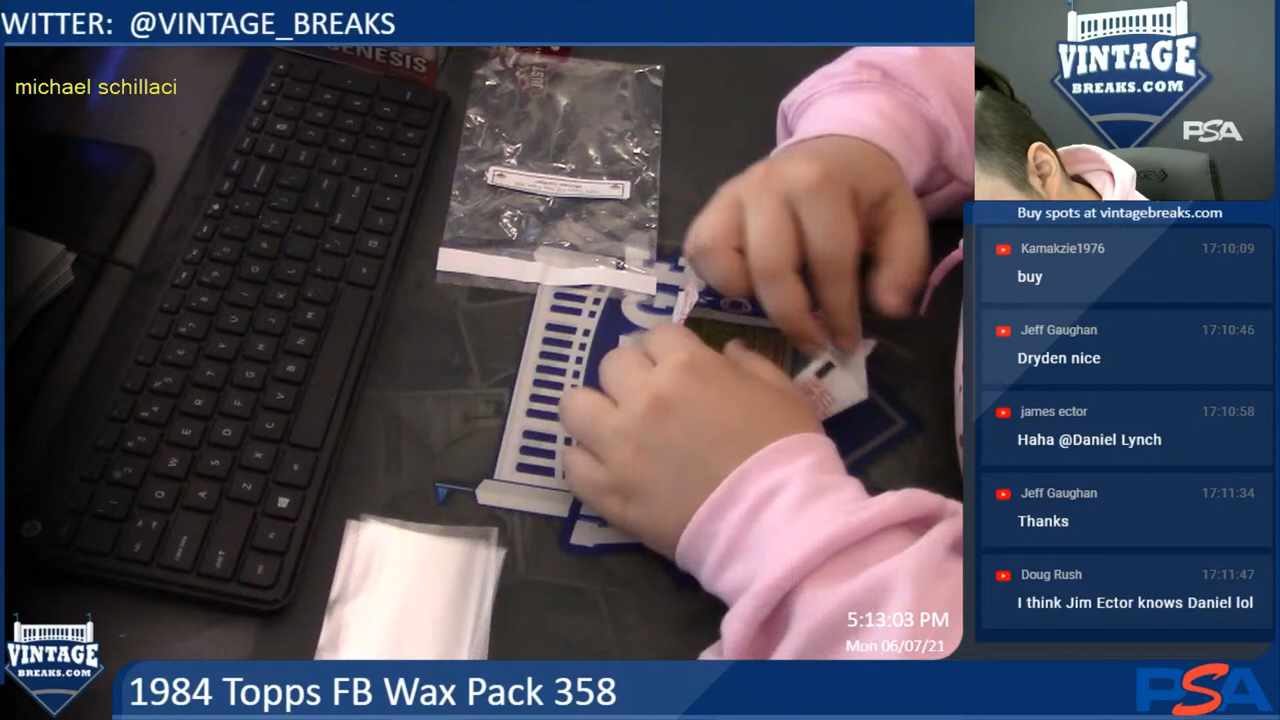 WITTER: @VINTAGE_BREAKS
michael schillaci
GENESIS
JUST
VINTAGE
BREAKS.COM
PSA
Buy spots at vintagebreaks.com
Kamakzie1976 17:10:09
buy
Jeff Gaughan 17:10:46
Dryden nice
james ector 17:10:58
Haha @Daniel Lynch
Jeff Gaughan 17:11:34
Thanks
Doug Rush 17:11:47
I think Jim Ector knows Daniel lol
5:13:03 PM
Mon 06/07/21
VINTAGE
BREAKS.COM
1984 Topps FB Wax Pack 358
PSA